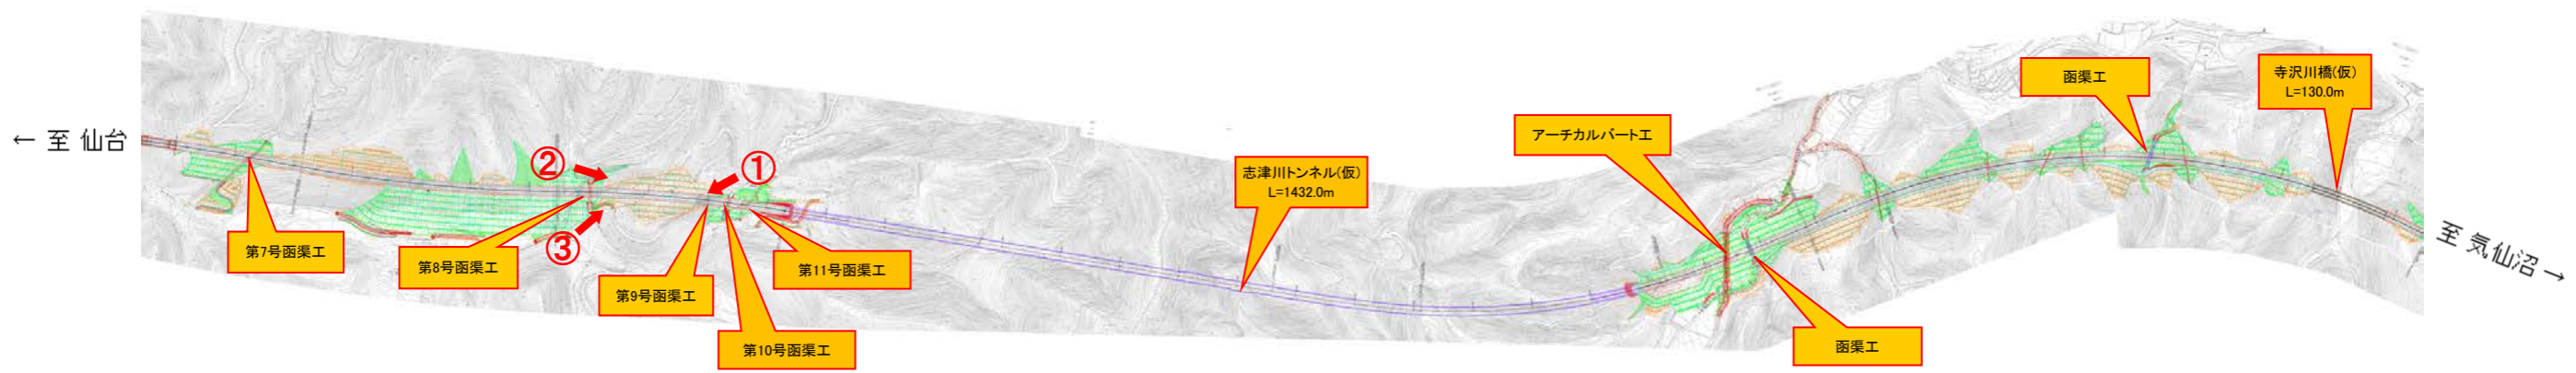 ← 至 仙台
第7号函渠工
第8号函渠工
②
③
①
第9号函渠工
第10号函渠工
第11号函渠工
志津川トンネル(仮)
L=1432.0m
アーチカルバート工
函渠工
函渠工
寺沢川橋(仮)
L=130.0m
至 気仙沼 →